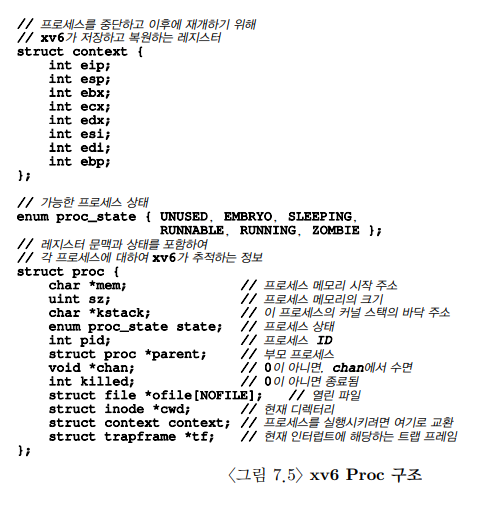 // 프로세스를 중단하고 이후에 재개하기 위해
// xv6가 저장하고 복원하는 레지스터
struct context {
    int eip;
    int esp;
    int ebx;
    int ecx;
    int edx;
    int esi;
    int edi;
    int ebp;
};
// 가능한 프로세스 상태
enum proc_state { UNUSED, EMBRYO, SLEEPING,
                  RUNNABLE, RUNNING, ZOMBIE };
// 레지스터 문맥과 상태를 포함하여
// 각 프로세스에 대하여 xv6가 추적하는 정보
struct proc {
    char *mem;                // 프로세스 메모리 시작 주소
    uint sz;                  // 프로세스 메모리의 크기
    char *kstack;             // 이 프로세스의 커널 스택의 바닥 주소
    enum proc_state state;    // 프로세스 상태
    int pid;                  // 프로세스 ID
    struct proc *parent;      // 부모 프로세스
    void *chan;               // 0이 아니면, chan에서 수면
    int killed;               // 0이 아니면 종료됨
    struct file *ofile[NOFILE];    // 열린 파일
    struct inode *cwd;        // 현재 디렉터리
    struct context context;   // 프로세스를 실행시키려면 여기로 교환
    struct trapframe *tf;     // 현재 인터럽트에 해당하는 트랩 프레임
};
〈그림 7.5〉 xv6 Proc 구조